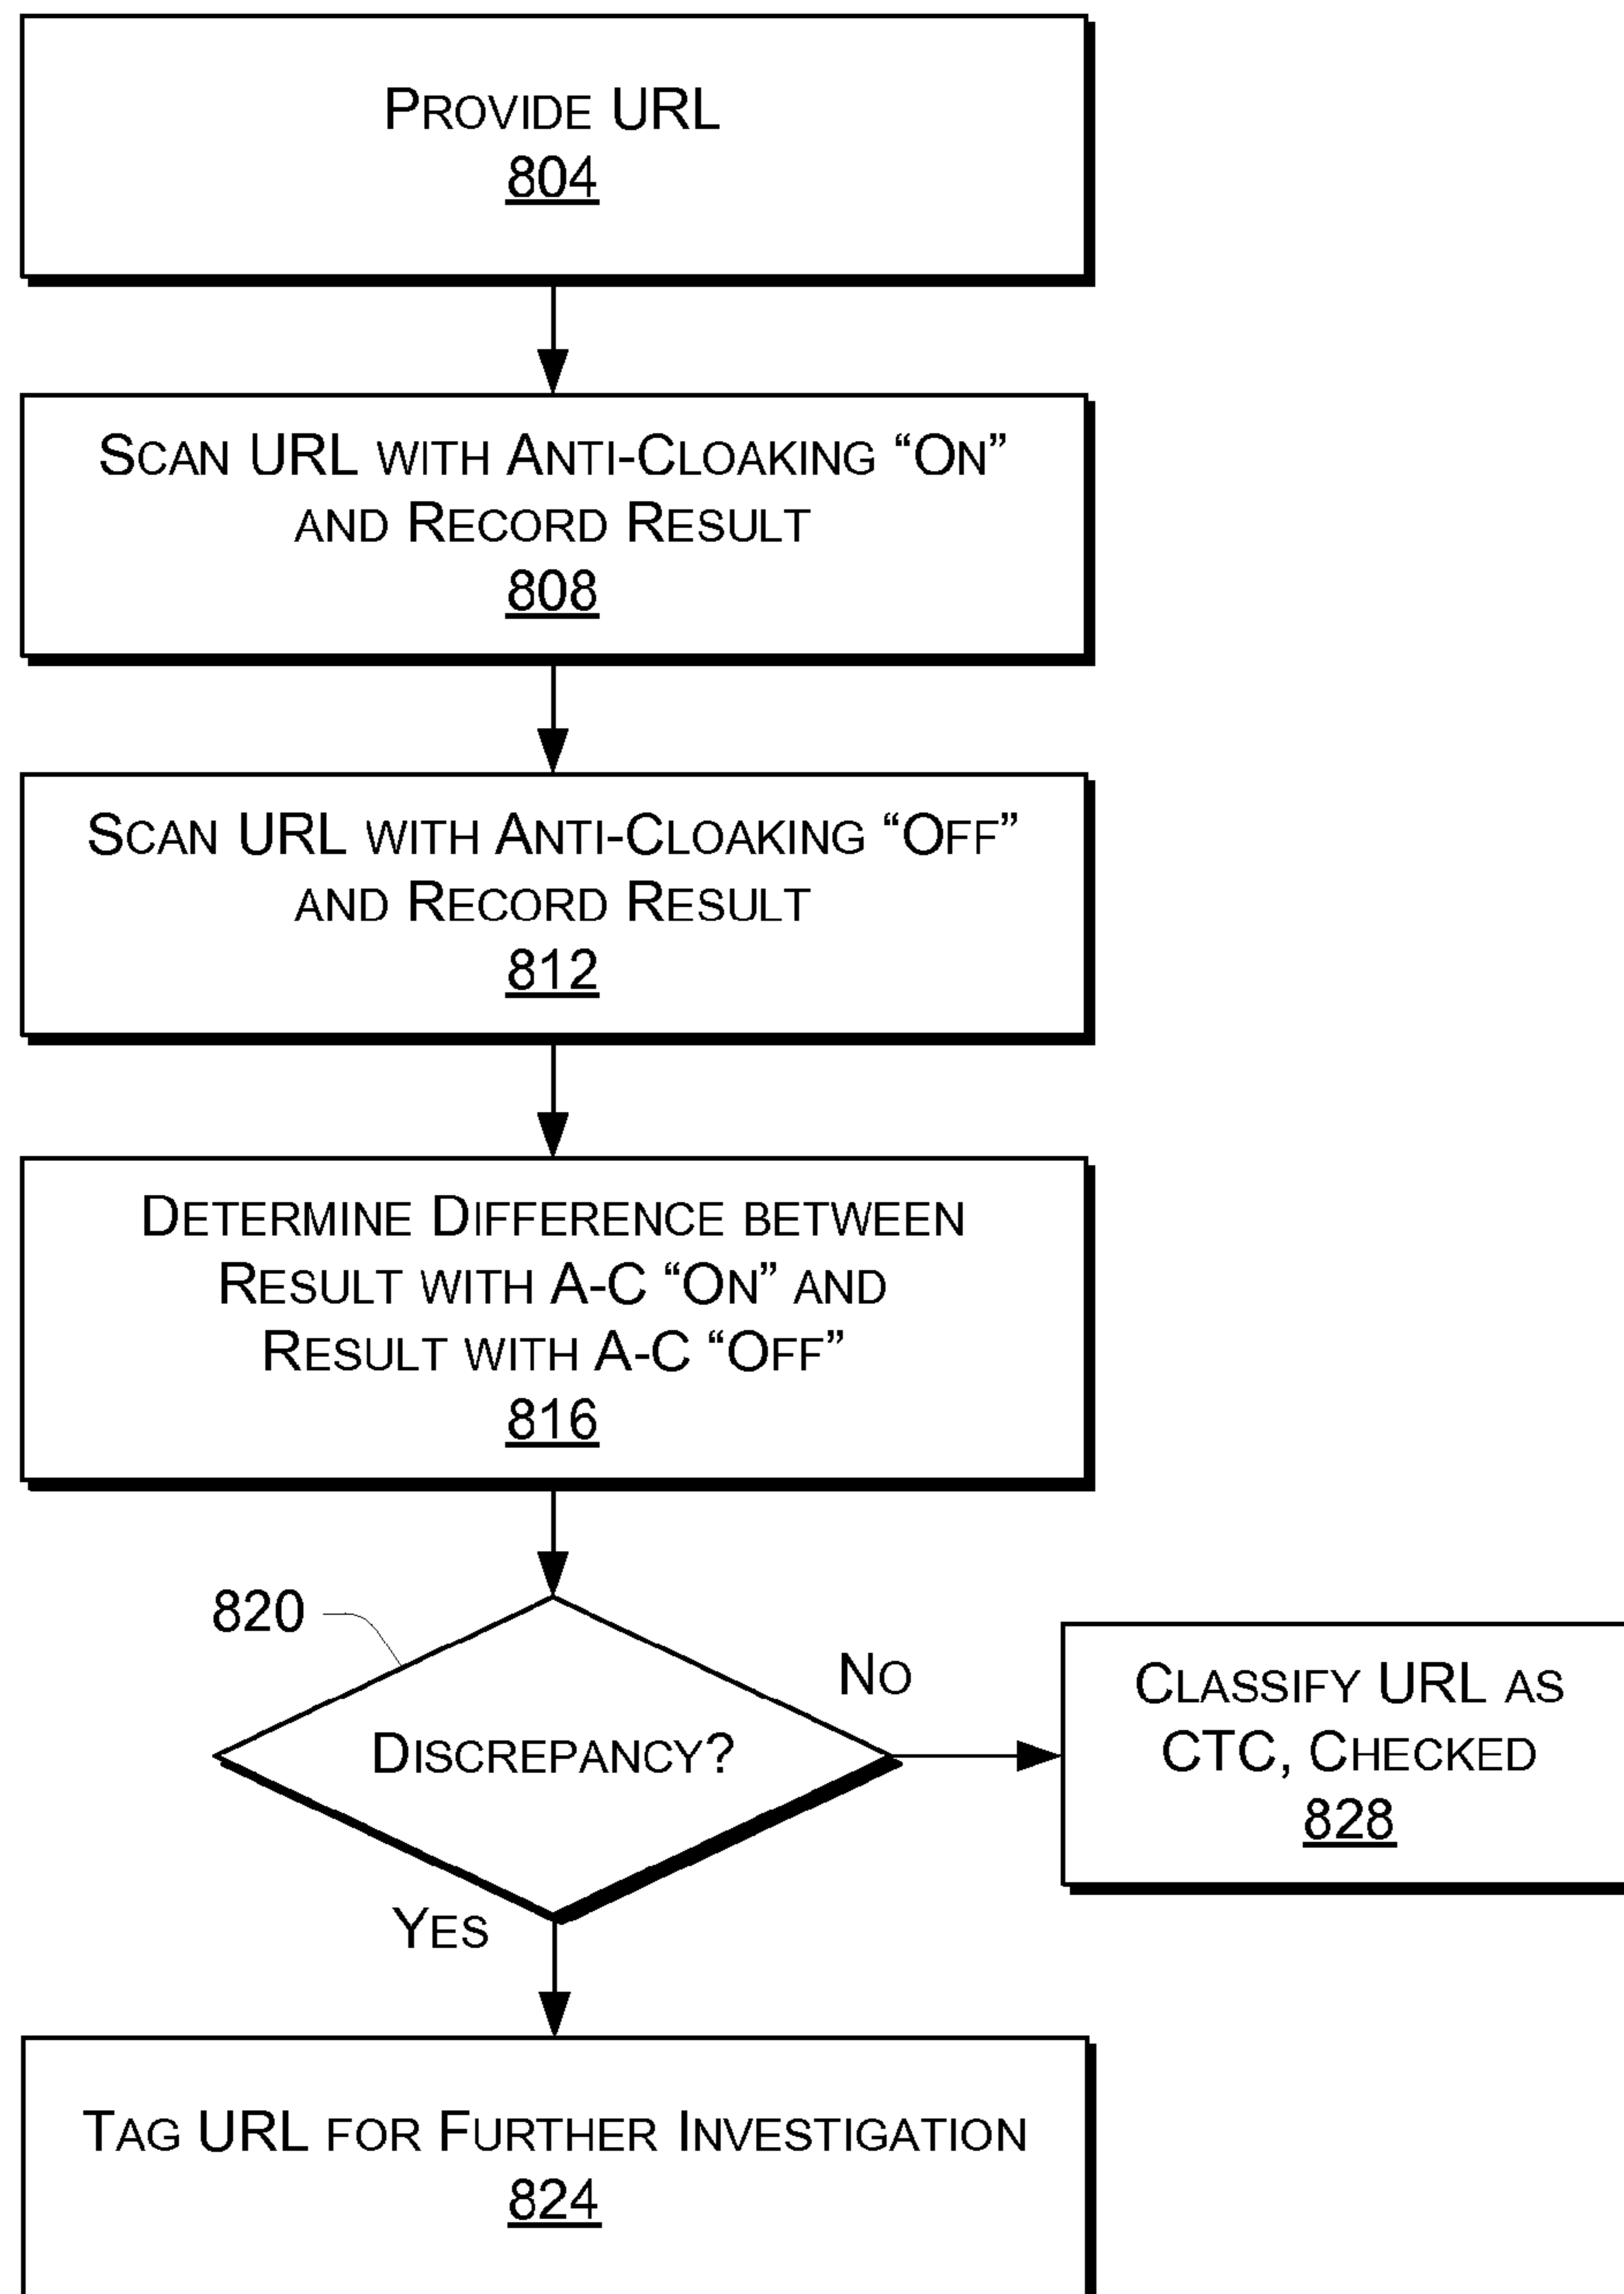 PROVIDE URL
804
SCAN URL WITH ANTI-CLOAKING “ON”
AND RECORD RESULT
808
SCAN URL WITH ANTI-CLOAKING “OFF”
AND RECORD RESULT
812
DETERMINE DIFFERENCE BETWEEN
RESULT WITH A-C “ON” AND
RESULT WITH A-C “OFF”
816
820
DISCREPANCY?
NO
CLASSIFY URL AS
CTC, CHECKED
828
YES
TAG URL FOR FURTHER INVESTIGATION
824